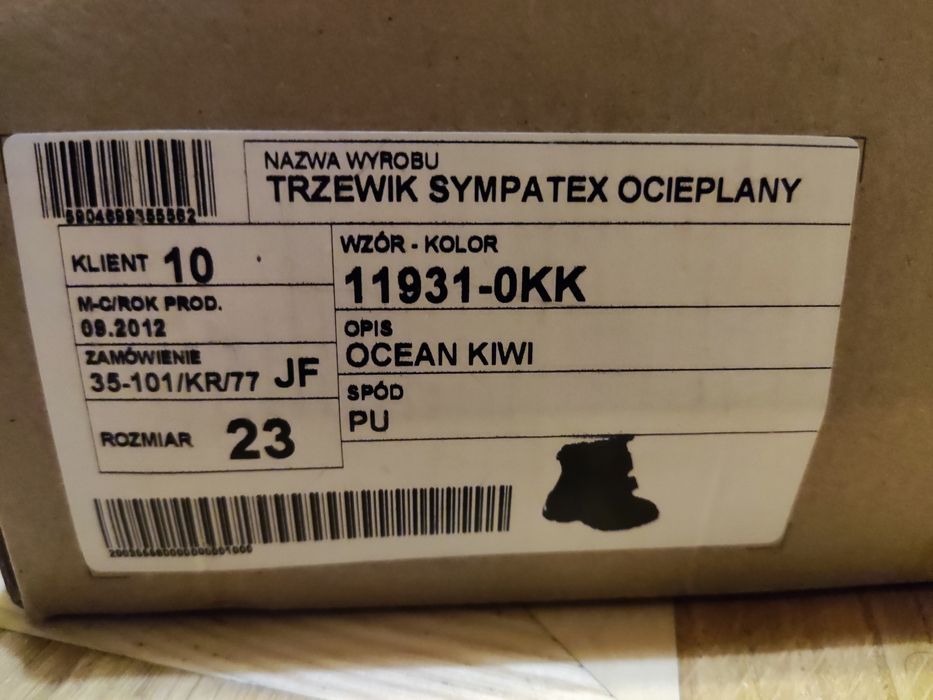 NAZWA WYROBU
TRZEWIK SYMPATEX OCIEPLANY
KLIENT 10
M-C/ROK PROD.
09.2012
ZAMÓWIENIE
35-101/KR/77 JF
ROZMIAR 23
WZÓR - KOLOR
11931-0KK
OPIS
OCEAN KIWI
SPÓD
PU